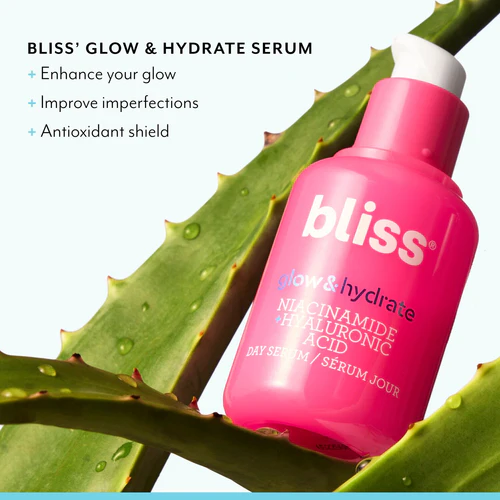 BLISS’ GLOW & HYDRATE SERUM
+ Enhance your glow
+ Improve imperfections
+ Antioxidant shield
bliss®
glow & hydrate
NIACINAMIDE
+HYALURONIC
ACID
DAY SERUM / SÉRUM JOUR